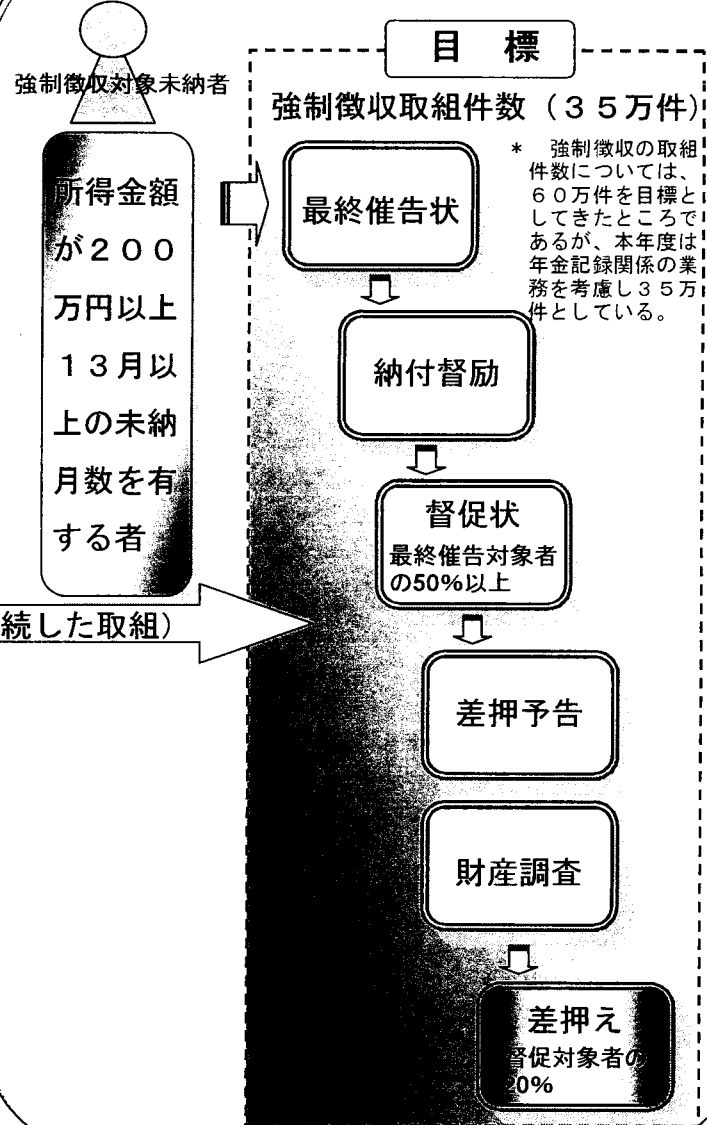 強制徴収対象未納者
所得金額
が200
万円以上
13月以
上の未納
月数を有
する者
続した取組)
目標
強制徴収取組件数(35万件)
* 強制徴収の取組
件数については、
60万件を目標と
してきたところで
あるが、本年度は
年金記録関係の業
務を考慮し35万
件としている。
最終催告状
納付督励
督促状
最終催告対象者
の50%以上
差押予告
財産調査
差押え
督促対象者の
20%